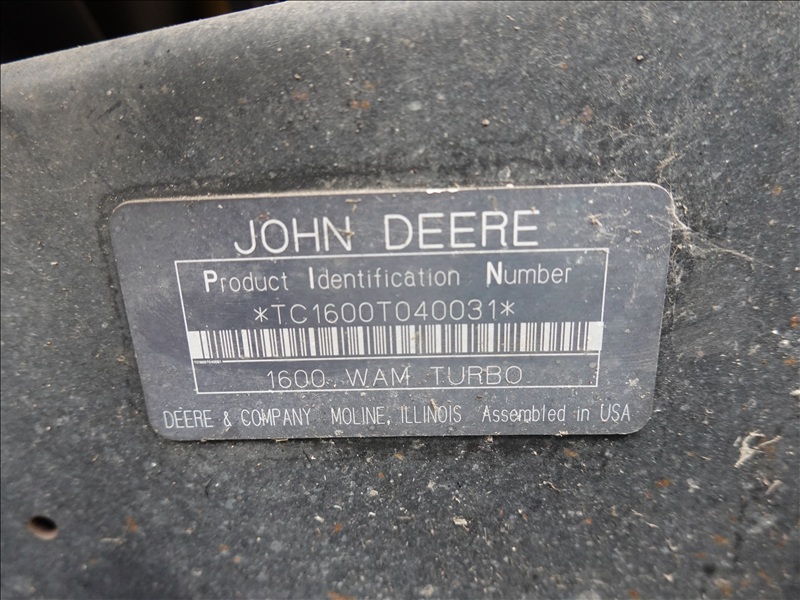 JOHN DEERE
Product Identification Number
*TC1600T040031*
1600 WAM TURBO
DEERE & COMPANY MOLINE, ILLINOIS Assembled in USA